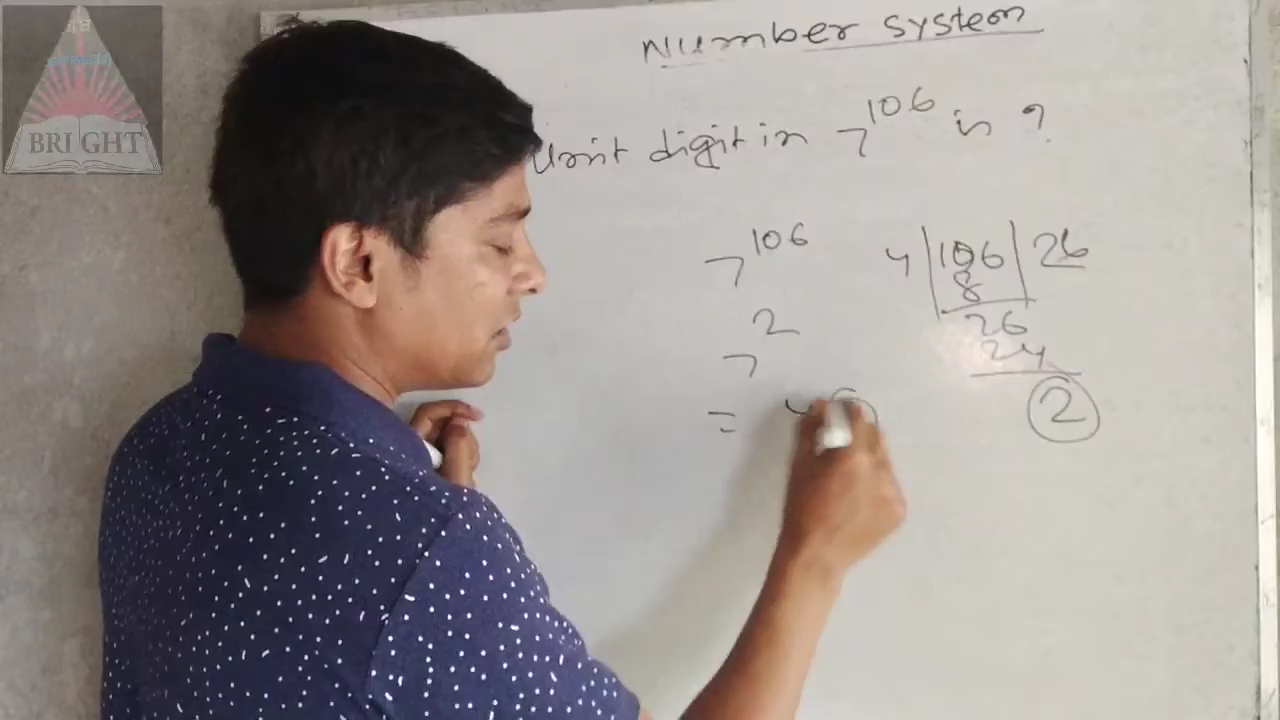 BRIGHT
Number system
Unit digit in 7^106 is ?
7^106
4 | 106 | 26
8
26
24
2
7^2
= 4